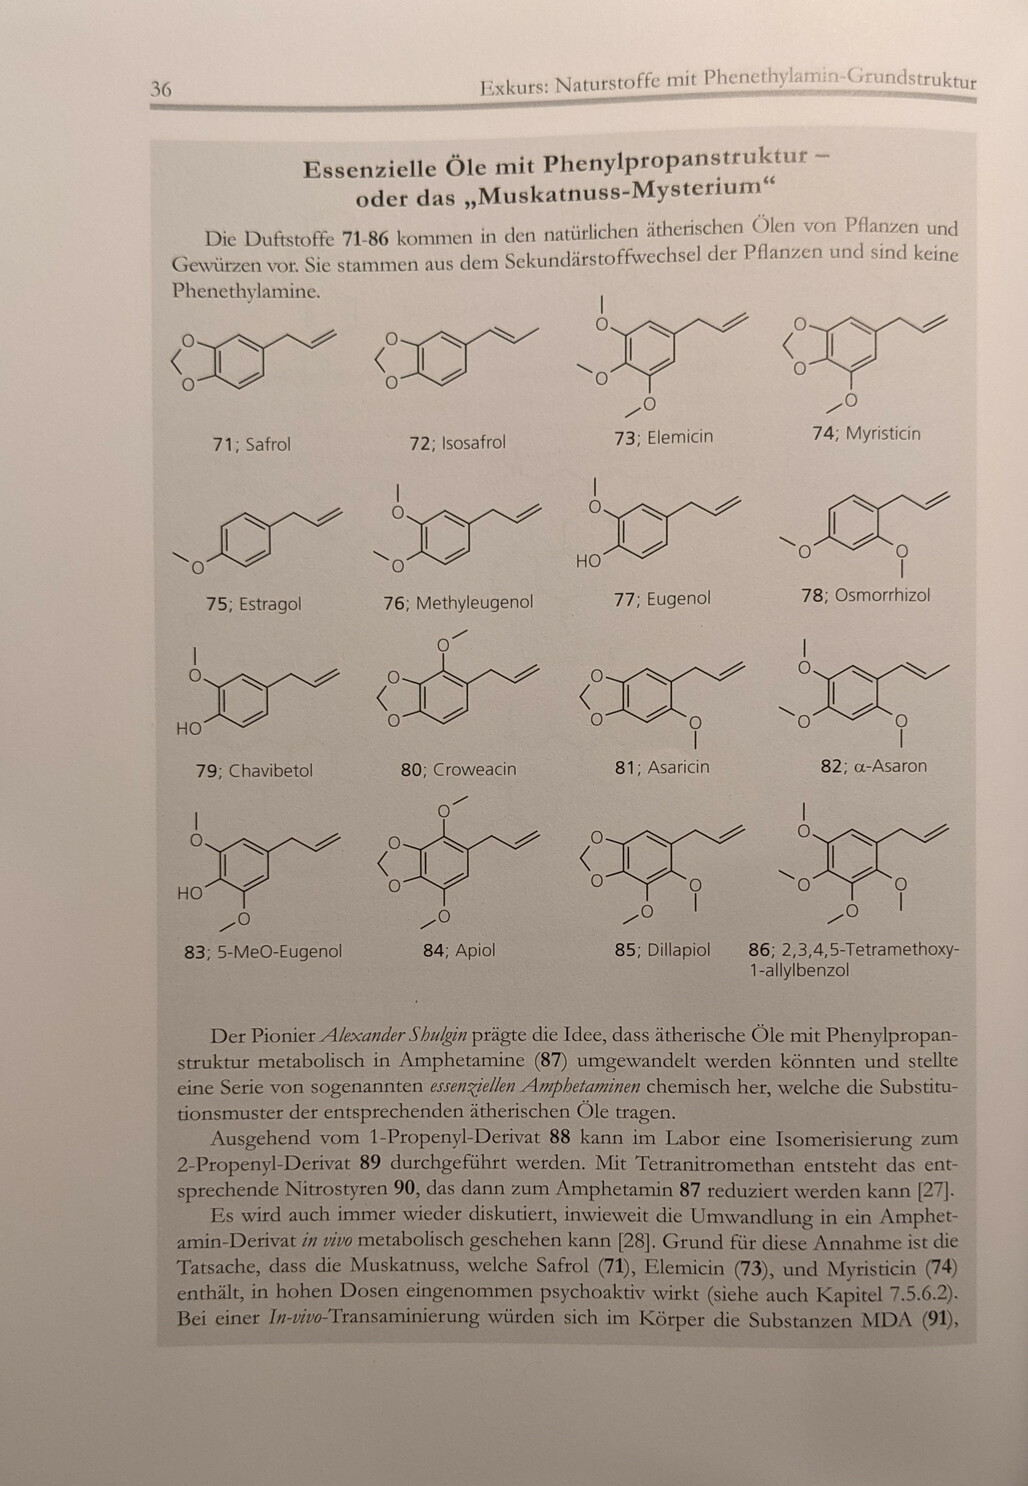 36
Exkurs: Naturstoffe mit Phenethylamin-Grundstruktur
Essenzielle Öle mit Phenylpropanstruktur –
oder das „Muskatnuss-Mysterium“
Die Duftstoffe 71-86 kommen in den natürlichen ätherischen Ölen von Pflanzen und
Gewürzen vor. Sie stammen aus dem Sekundärstoffwechsel der Pflanzen und sind keine
Phenethylamine.
O
O
O
O
O
O
O
O
O
O
71; Safrol
72; Isosafrol
73; Elemicin
74; Myristicin
O
O
O
O
HO
O
O
75; Estragol
76; Methyleugenol
77; Eugenol
78; Osmorrhizol
O
HO
O
O
O
O
O
O
O
O
O
79; Chavibetol
80; Croweacin
81; Asaricin
82; α-Asaron
O
HO
O
O
O
O
O
O
O
O
O
O
O
O
O
83; 5-MeO-Eugenol
84; Apiol
85; Dillapiol
86; 2,3,4,5-Tetramethoxy-
1-allylbenzol
Der Pionier Alexander Shulgin prägte die Idee, dass ätherische Öle mit Phenylpropan-
struktur metabolisch in Amphetamine (87) umgewandelt werden könnten und stellte
eine Serie von sogenannten essenziellen Amphetaminen chemisch her, welche die Substitu-
tionsmuster der entsprechenden ätherischen Öle tragen.
Ausgehend vom 1-Propenyl-Derivat 88 kann im Labor eine Isomerisierung zum
2-Propenyl-Derivat 89 durchgeführt werden. Mit Tetranitromethan entsteht das ent-
sprechende Nitrostyren 90, das dann zum Amphetamin 87 reduziert werden kann [27].
Es wird auch immer wieder diskutiert, inwieweit die Umwandlung in ein Amphet-
amin-Derivat in vivo metabolisch geschehen kann [28]. Grund für diese Annahme ist die
Tatsache, dass die Muskatnuss, welche Safrol (71), Elemicin (73), und Myristicin (74)
enthält, in hohen Dosen eingenommen psychoaktiv wirkt (siehe auch Kapitel 7.5.6.2).
Bei einer In-vivo-Transaminierung würden sich im Körper die Substanzen MDA (91),